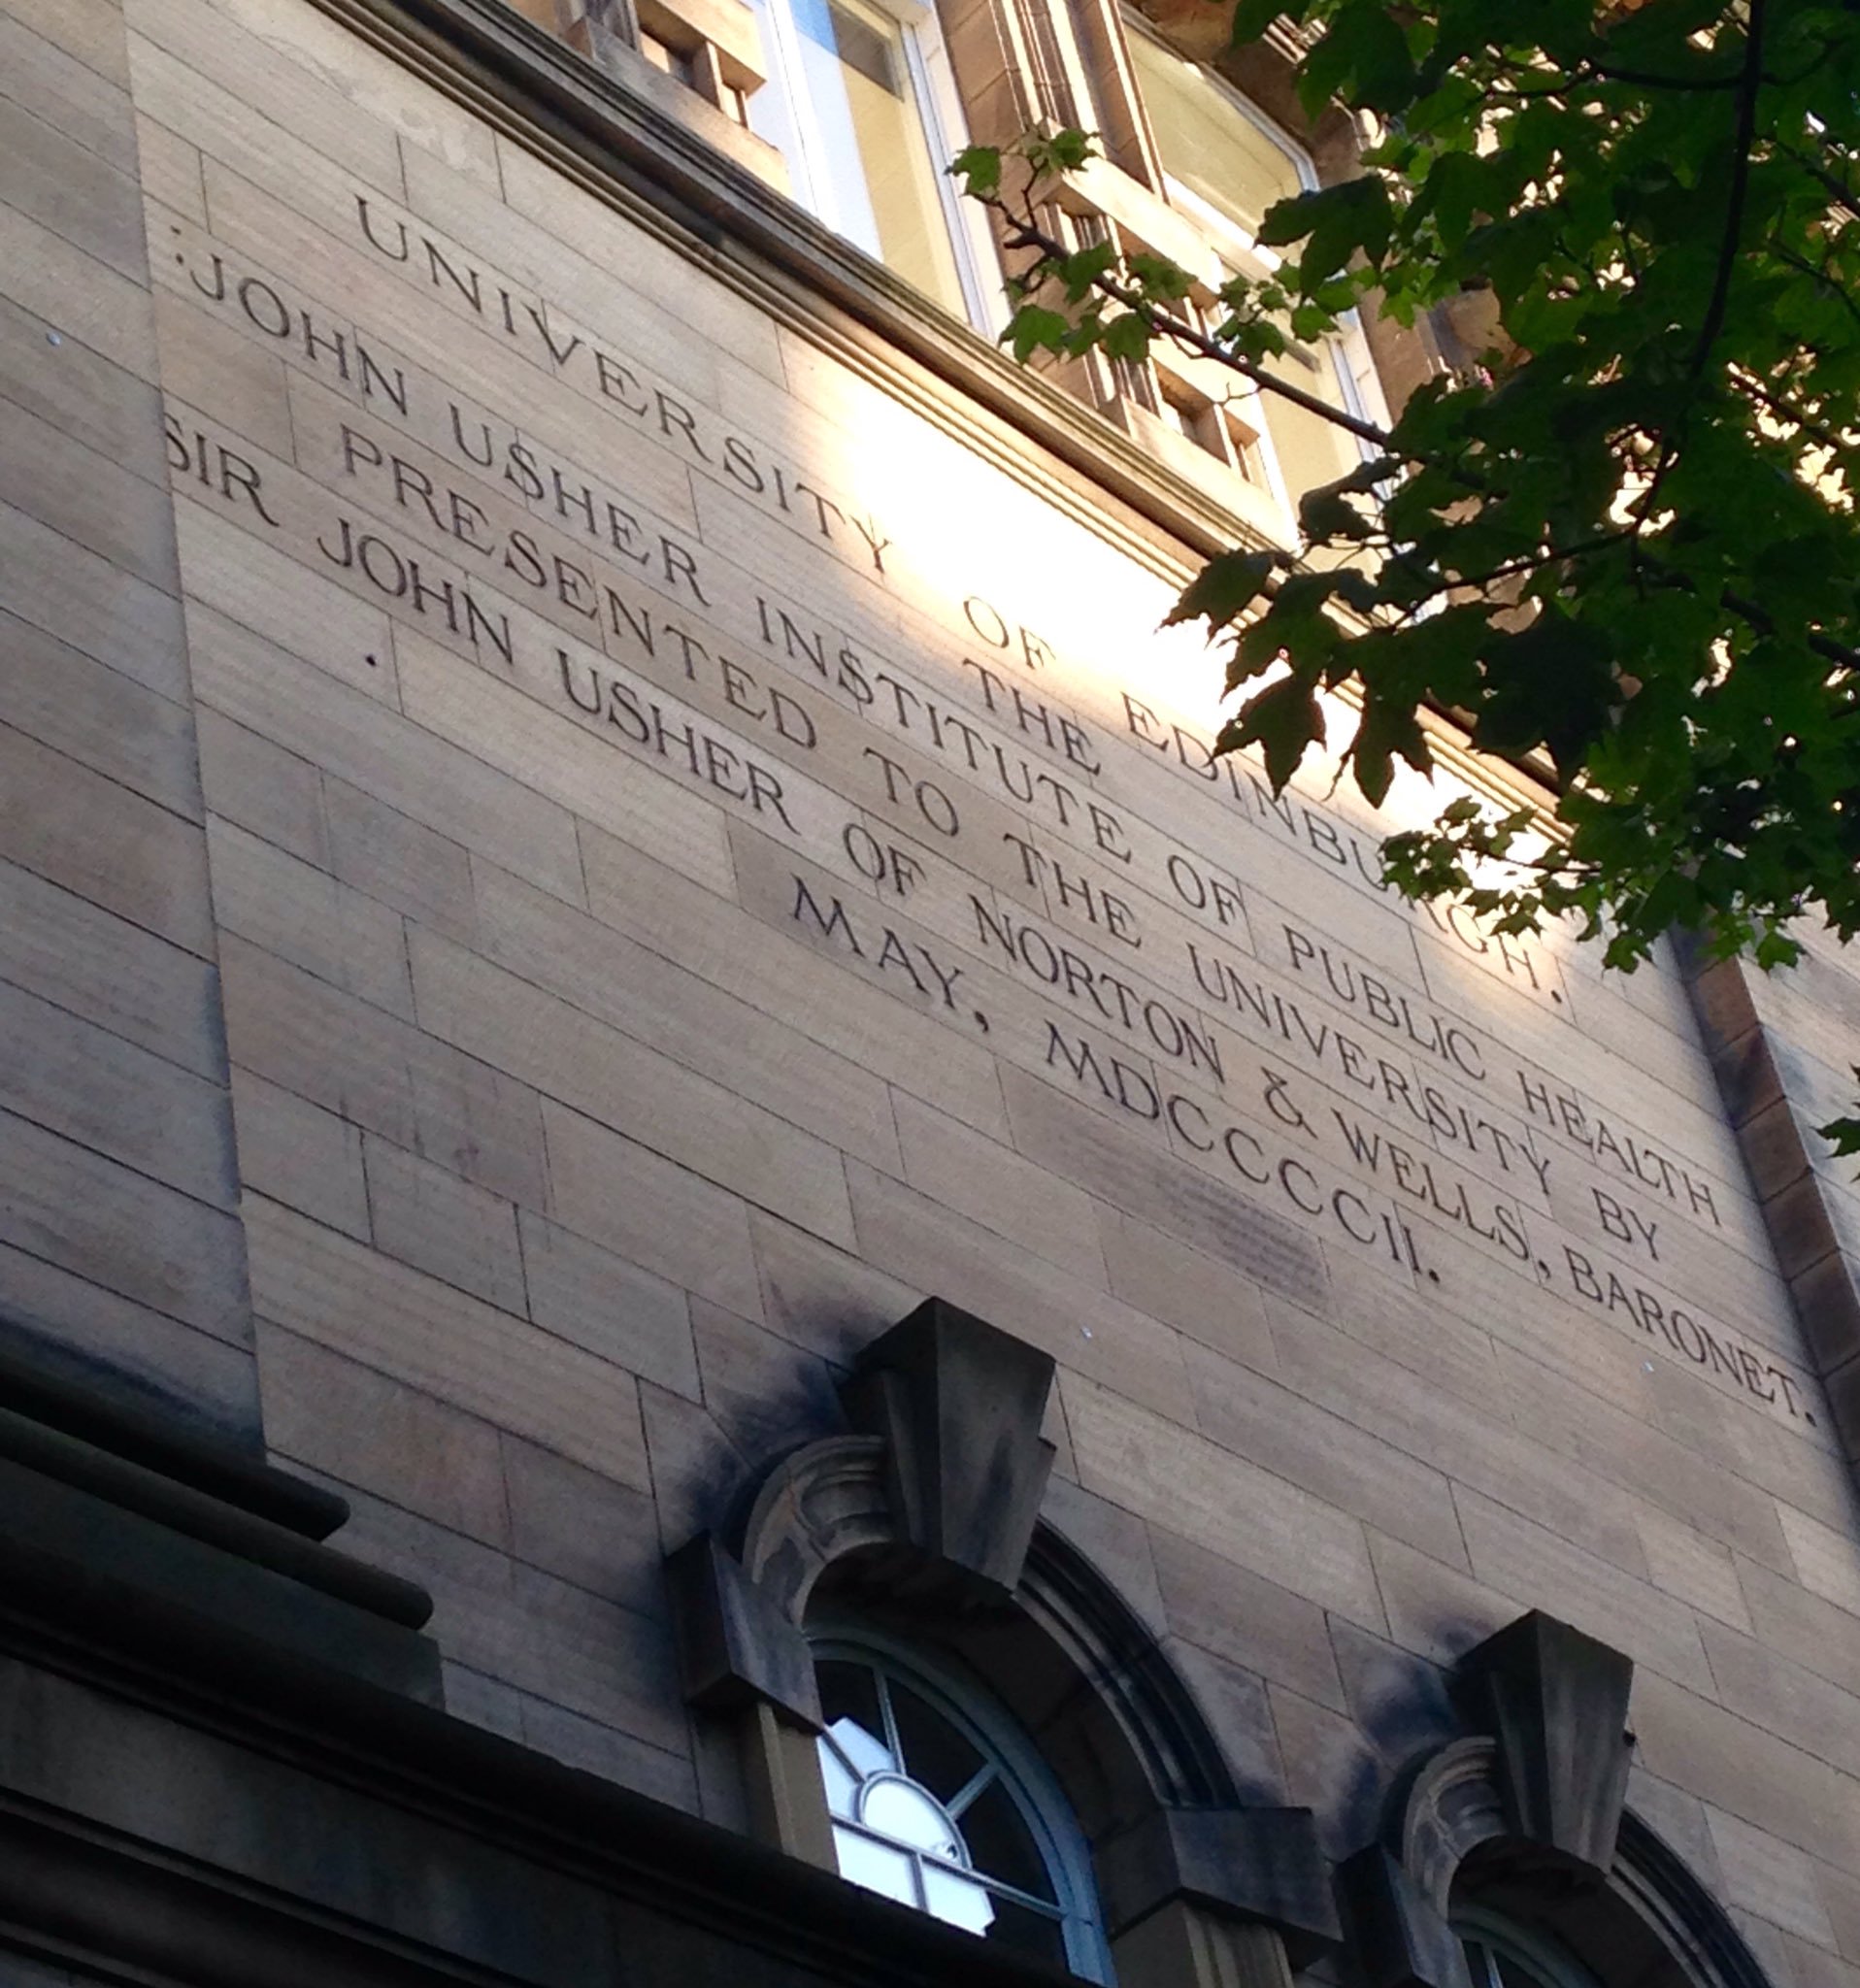 UNIVERSITY OF EDINBURGH.
THE
JOHN USHER INSTITUTE OF PUBLIC HEALTH
PRESENTED TO THE UNIVERSITY BY
SIR JOHN USHER OF NORTON & WELLS, BARONET.
MAY, MDCCCCII.